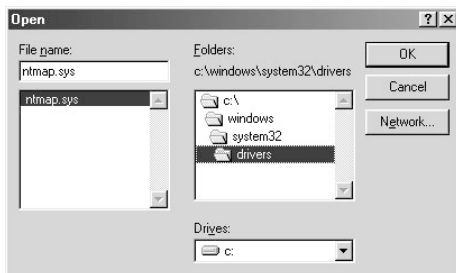 Open
File name:
ntmap.sys
ntmap.sys
Folders:
c:\windows\system32\drivers
c:\
windows
system32
drivers
Drives:
c:
OK
Cancel
Network...